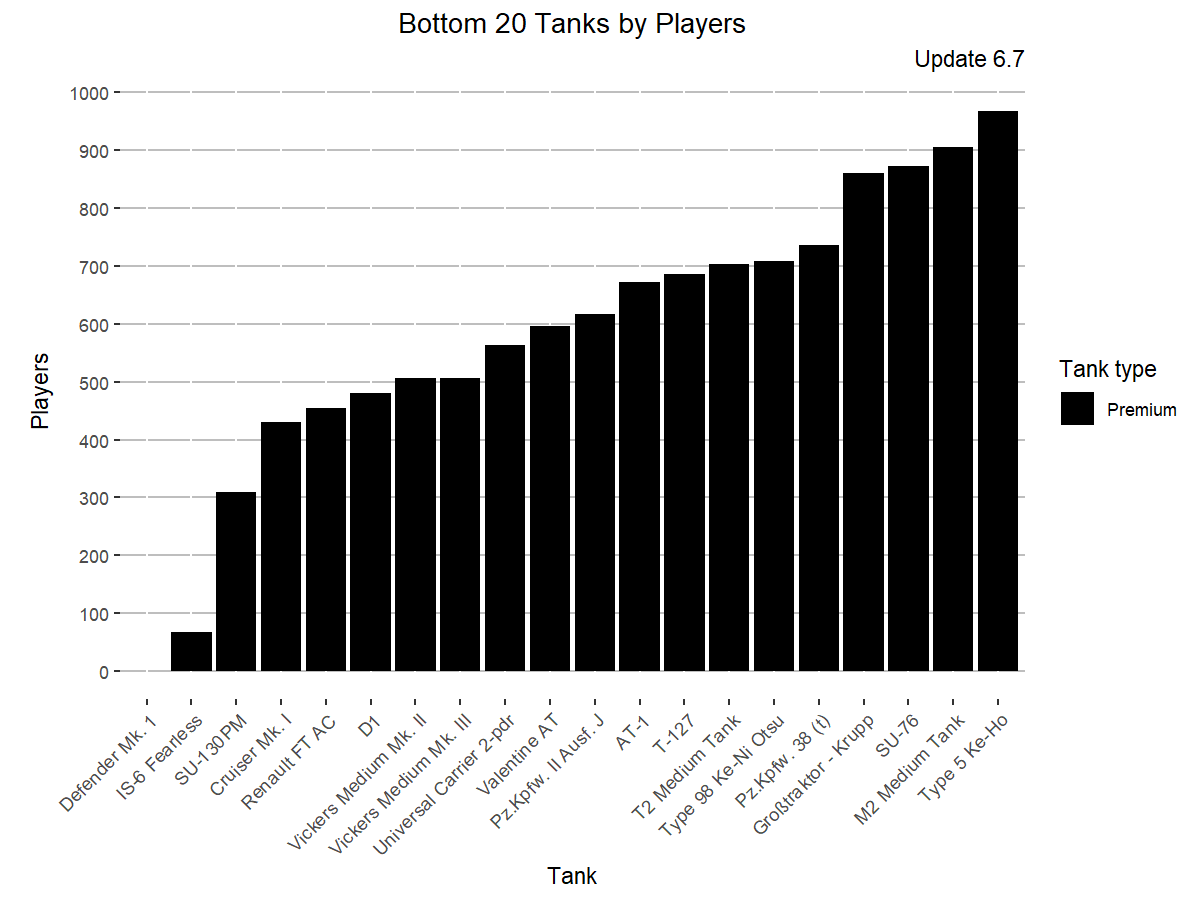 Bottom 20 Tanks by Players
Update 6.7
Players
1000
900
800
700
600
500
400
300
200
100
0
Defender Mk. 1
IS-6 Fearless
SU-130PM
Cruiser Mk. I
Renault FT AC
D1
Vickers Medium Mk. II
Vickers Medium Mk. III
Universal Carrier 2-pdr
Valentine AT
Pz.Kpfw. II Ausf. J
AT-1
T-127
T2 Medium Tank
Type 98 Ke-Ni Otsu
Pz.Kpfw. 38 (t)
Großtraktor - Krupp
SU-76
M2 Medium Tank
Type 5 Ke-Ho
Tank
Tank type
Premium